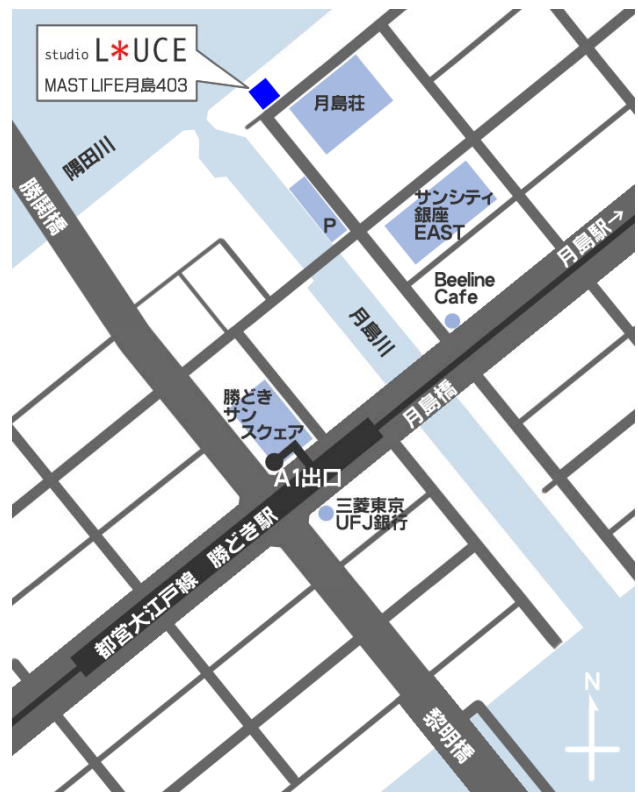 studio L*UCE
MAST LIFE月島403
月島荘
隅田川
勝鬨橋
P
サンシティ
銀座
EAST
月島駅→
Beeline
Cafe
月島川
月島橋
勝どき
サン
スクェア
A1出口
三菱東京
UFJ銀行
都営大江戸線 勝どき駅
黎明橋
N